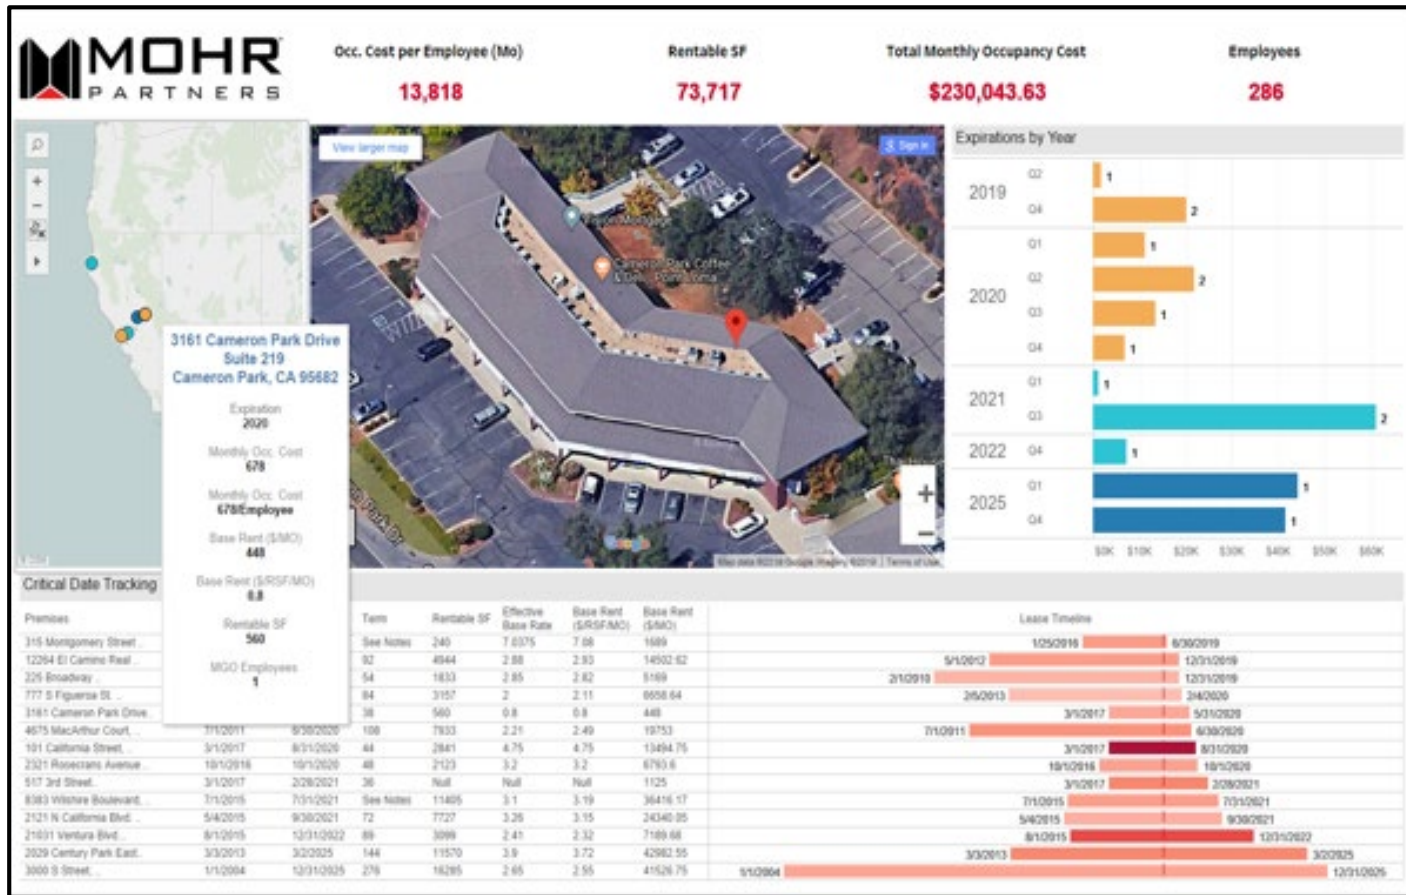 MOHR
PARTNERS
Occ. Cost per Employee (Mo)
13,818
Rentable SF
73,717
Total Monthly Occupancy Cost
$230,043.63
Employees
286
View larger map
Sign in
Cameron Park Coffee
3161 Cameron Park Drive
Suite 219
Cameron Park, CA 95682
Expiration
2020
Monthly Occ. Cost
678
Monthly Occ. Cost
678/Employee
Base Rent ($/MO)
448
Base Rent ($/RSF/MO)
0.8
Rentable SF
560
MGO Employees
1
Expirations by Year
2019 Q2 1
Q4 2
2020 Q1 1
Q2 2
Q3 1
Q4 1
2021 Q1 1
Q3 2
2022 Q4 1
2025 Q1 1
Q4 1
$0K $10K $20K $30K $40K $50K $60K
Critical Date Tracking
Premises Term Rentable SF Effective Base Rate Base Rent ($/RSF/MO) Base Rent ($/MO) Lease Timeline
315 Montgomery Street .. See Notes 240 7.0375 7.08 1689 1/25/2016 6/30/2019
12264 El Camino Real .. 92 4944 2.88 2.93 14502.62 5/1/2012 12/31/2019
225 Broadway .. 54 1833 2.85 2.82 5169 2/1/2010 12/31/2019
777 S Figueroa St. .. 84 3157 2 2.11 6658.64 2/5/2013 2/4/2020
3161 Cameron Park Drive.. 38 560 0.8 0.8 448 3/1/2017 5/31/2020
4675 MacArthur Court, .. 7/1/2011 6/30/2020 108 7933 2.21 2.49 19753 7/1/2011 6/30/2020
101 California Street, .. 3/1/2017 8/31/2020 44 2841 4.75 4.75 13494.75 3/1/2017 8/31/2020
2321 Rosecrans Avenue .. 10/1/2016 10/1/2020 48 2123 3.2 3.2 6793.6 10/1/2016 10/1/2020
517 3rd Street.. 3/1/2017 2/28/2021 36 Null Null Null 1125 3/1/2017 2/28/2021
8383 Wilshire Boulevard, .. 7/1/2015 7/31/2021 See Notes 11405 3.1 3.19 36416.17 7/1/2015 7/31/2021
2121 N California Blvd. .. 5/4/2015 9/30/2021 72 7727 3.26 3.15 24340.05 5/4/2015 9/30/2021
21031 Ventura Blvd.. 8/1/2015 12/31/2022 89 3099 2.41 2.32 7189.68 8/1/2015 12/31/2022
2029 Century Park East.. 3/3/2013 3/2/2025 144 11570 3.9 3.72 42982.55 3/3/2013 3/2/2025
3000 S Street, .. 1/1/2004 12/31/2025 276 16285 2.65 2.55 41526.75 1/1/2004 12/31/2025